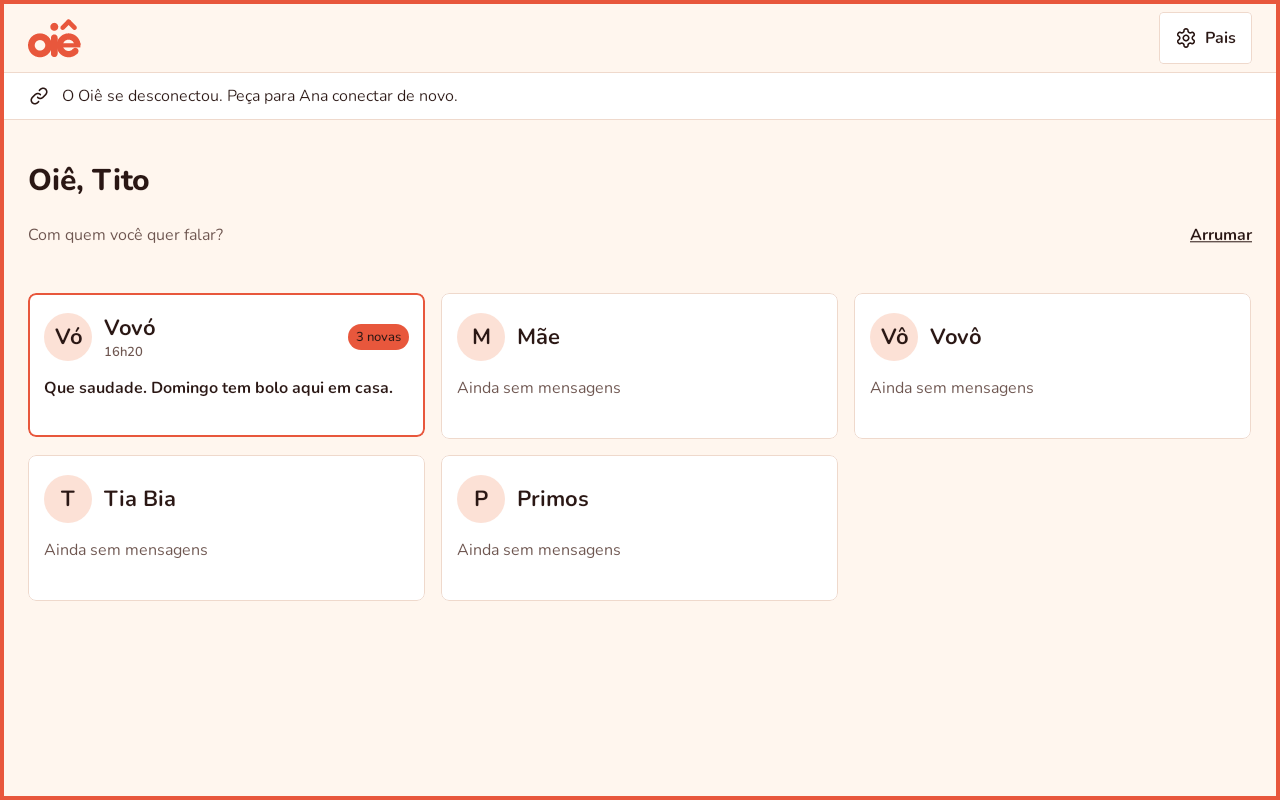 oiê
Pais
O Oiê se desconectou. Peça para Ana conectar de novo.
Oiê, Tito
Com quem você quer falar?
Arrumar
Vó
Vovó
16h20
3 novas
Que saudade. Domingo tem bolo aqui em casa.
M
Mãe
Ainda sem mensagens
Vô
Vovô
Ainda sem mensagens
T
Tia Bia
Ainda sem mensagens
P
Primos
Ainda sem mensagens